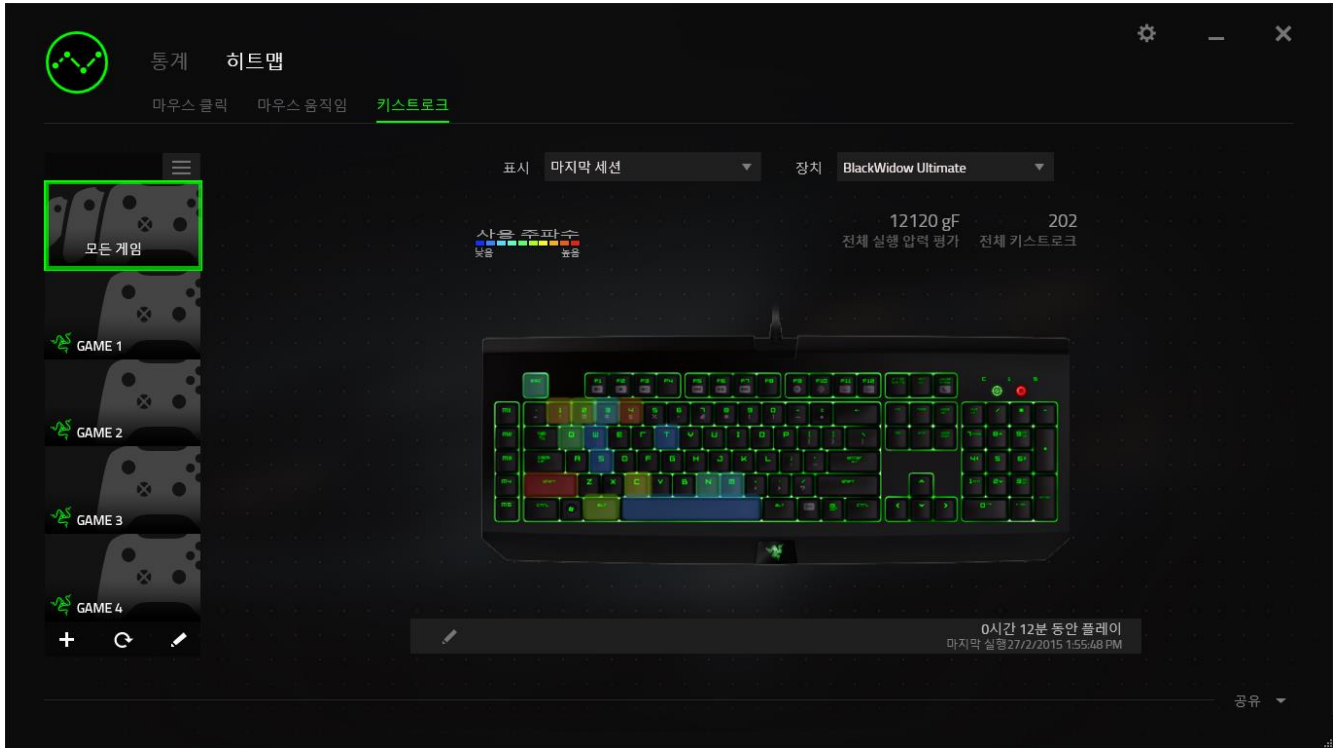 통계 히트맵
마우스 클릭 마우스 움직임 키스트로크
표시 마지막 세션 장치 BlackWidow Ultimate
모든 게임
사용 주파수
낮음 높음
12120 gF 202
전체 실행 압력 평가 전체 키스트로크
GAME 1
GAME 2
GAME 3
GAME 4
0시간 12분 동안 플레이
마지막 실행27/2/2015 1:55:48 PM
공유